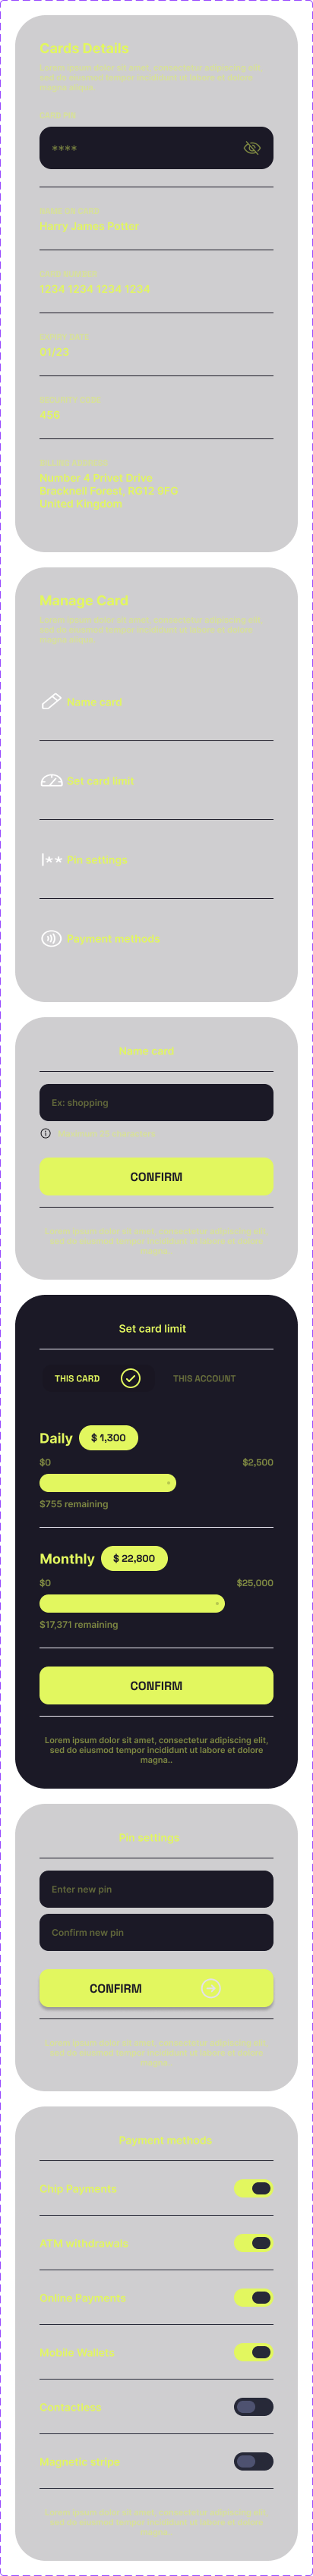 Cards Details
Lorem ipsum dolor sit amet, consectetur adipiscing elit,
sed do eiusmod tempor incididunt ut labore et dolore
magna aliqua
CARD PIN
****
NAME ON CARD
Harry James Potter
CARD NUMBER
1234 1234 1234 1234
EXPIRY DATE
01/23
SECURITY CODE
456
BILLING ADDRESS
Number 4 Privet Drive
Bracknell Forest, RG12 9FG
United Kingdom
Manage Card
Lorem ipsum dolor sit amet, consectetur adipiscing elit,
sed do eiusmod tempor incididunt ut labore et dolore
magna aliqua
Name card
Set card limit
Pin settings
Payment methods
Name card
Ex: shopping
CONFIRM
Lorem ipsum dolor sit amet, consectetur adipiscing elit,
sed do eiusmod tempor incididunt ut labore et dolore
magna..
Set card limit
THIS CARD
THIS ACCOUNT
Daily $ 1,300
$0 $2,500
$755 remaining
Monthly $ 22,800
$0 $25,000
$17,371 remaining
CONFIRM
Lorem ipsum dolor sit amet, consectetur adipiscing elit,
sed do eiusmod tempor incididunt ut labore et dolore
magna..
Pin settings
Enter new pin
Confirm new pin
CONFIRM
Lorem ipsum dolor sit amet, consectetur adipiscing elit,
sed do eiusmod tempor incididunt ut labore et dolore
magna..
Payment methods
Chip Payments
ATM withdrawals
Online Payments
Mobile Wallets
Contactless
Magnetic stripe
Lorem ipsum dolor sit amet, consectetur adipiscing elit,
sed do eiusmod tempor incididunt ut labore et dolore
magna..